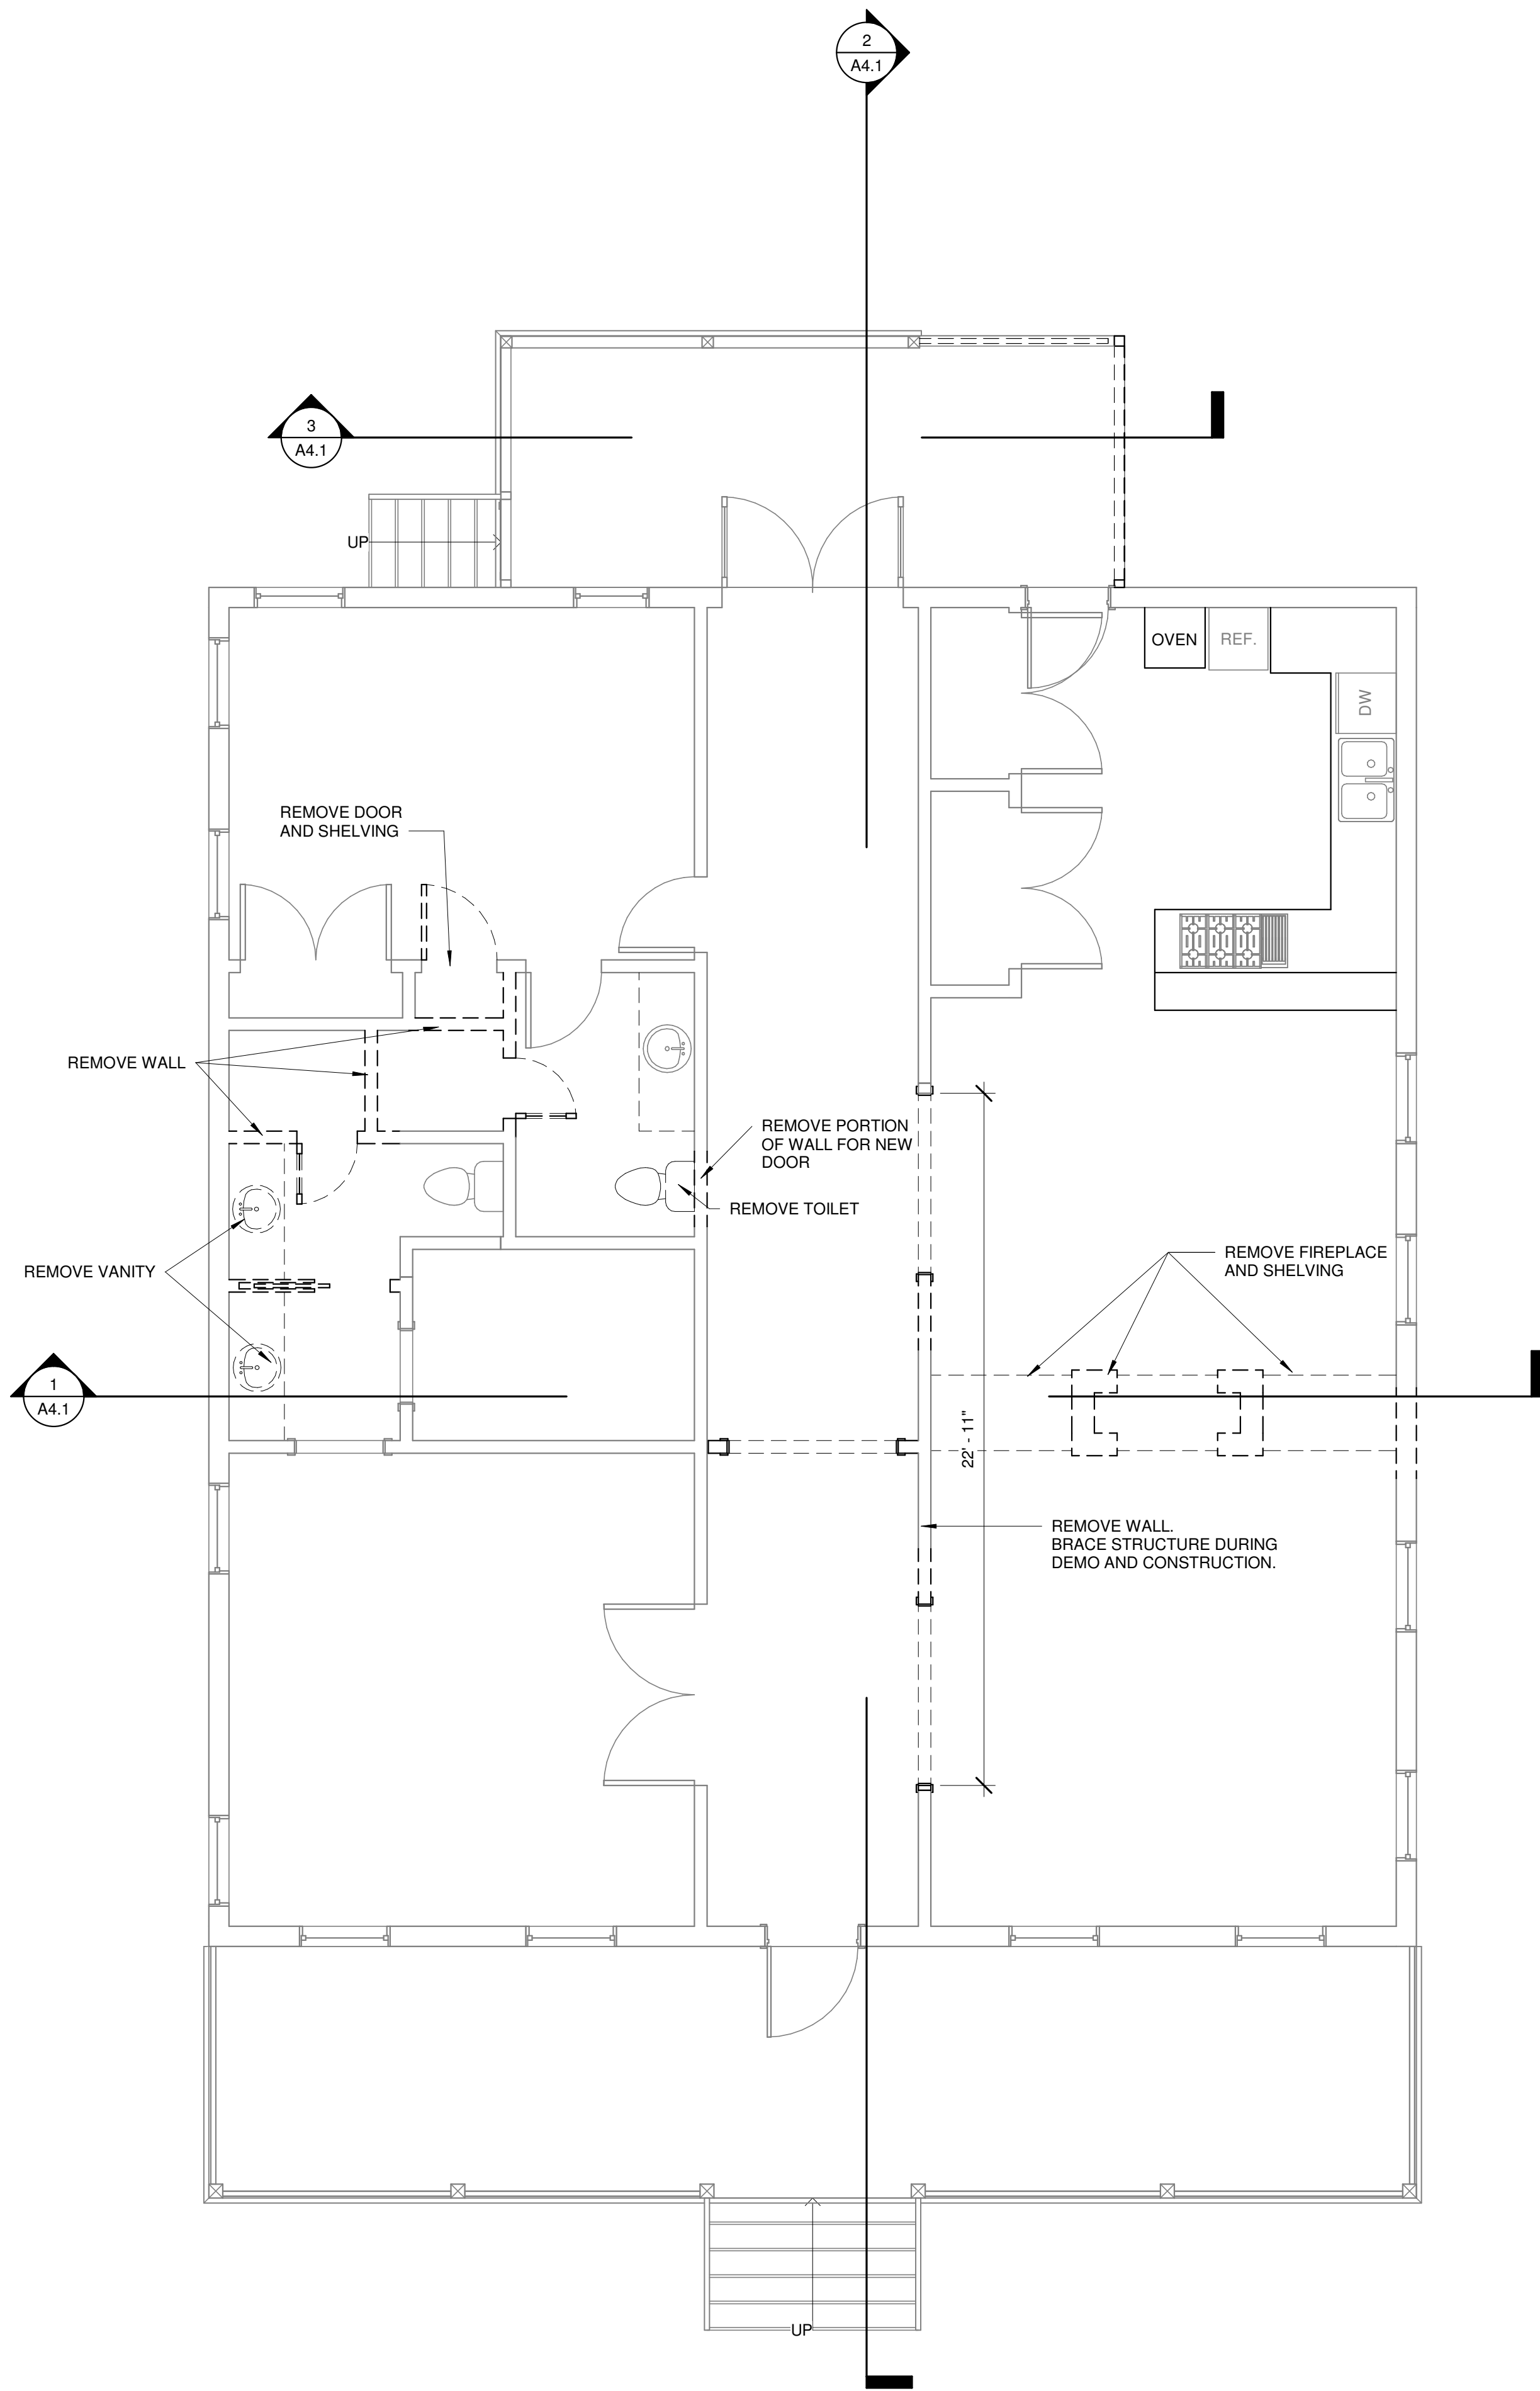 2
A4.1
3
A4.1
UP
OVEN
REF.
DW
REMOVE DOOR
AND SHELVING
REMOVE WALL
REMOVE PORTION
OF WALL FOR NEW
DOOR
REMOVE TOILET
REMOVE VANITY
REMOVE FIREPLACE
AND SHELVING
1
A4.1
22' - 11"
REMOVE WALL.
BRACE STRUCTURE DURING
DEMO AND CONSTRUCTION.
UP